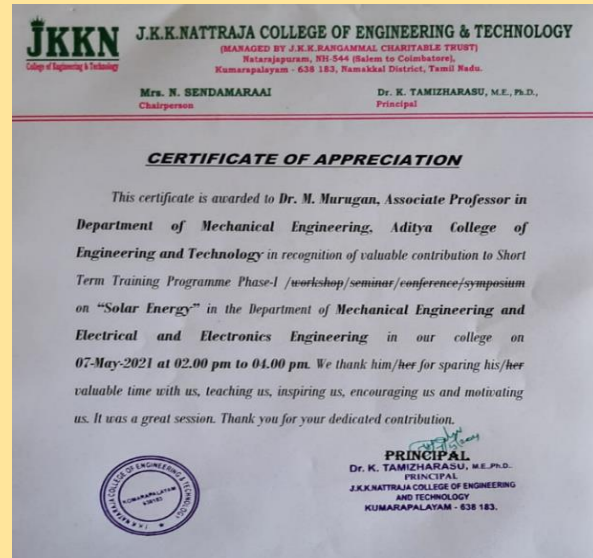 JKKN
College of Engineering & Technology
J.K.K.NATTRAJA COLLEGE OF ENGINEERING & TECHNOLOGY
(MANAGED BY J.K.K.RANGAMMAL CHARITABLE TRUST)
Natarajapuram, NH-544 (Salem to Coimbatore),
Kumarapalayam - 638 183, Namakkal District, Tamil Nadu.
Mrs. N. SENDAMARAAI
Chairperson
Dr. K. TAMIZHARASU, M.E., Ph.D.,
Principal
CERTIFICATE OF APPRECIATION
This certificate is awarded to Dr. M. Murugan, Associate Professor in
Department of Mechanical Engineering, Aditya College of
Engineering and Technology in recognition of valuable contribution to Short
Term Training Programme Phase-I /workshop/seminar/conference/symposium
on “Solar Energy” in the Department of Mechanical Engineering and
Electrical and Electronics Engineering in our college on
07-May-2021 at 02.00 pm to 04.00 pm. We thank him/her for sparing his/her
valuable time with us, teaching us, inspiring us, encouraging us and motivating
us. It was a great session. Thank you for your dedicated contribution.
PRINCIPAL
Dr. K. TAMIZHARASU, M.E.,Ph.D.,
PRINCIPAL
J.K.K.NATTRAJA COLLEGE OF ENGINEERING
AND TECHNOLOGY
KUMARAPALAYAM - 638 183.
KOMARAPALAYAM
638183